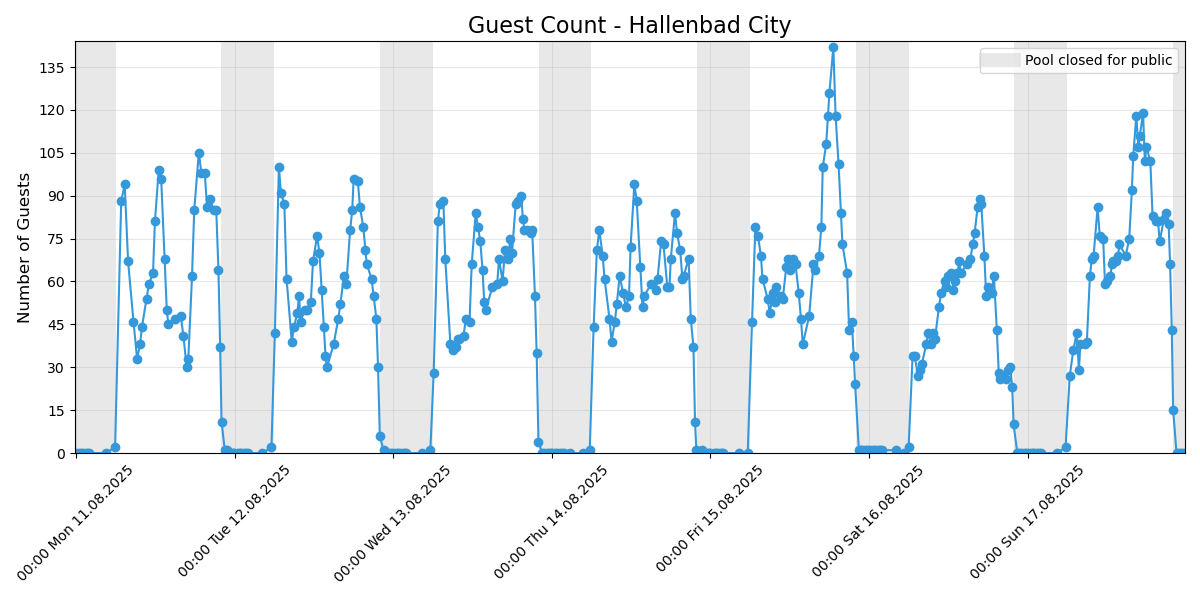 Guest Count - Hallenbad City
Pool closed for public
Number of Guests
135
120
105
90
75
60
45
30
15
0
00:00 Mon 11.08.2025
00:00 Tue 12.08.2025
00:00 Wed 13.08.2025
00:00 Thu 14.08.2025
00:00 Fri 15.08.2025
00:00 Sat 16.08.2025
00:00 Sun 17.08.2025